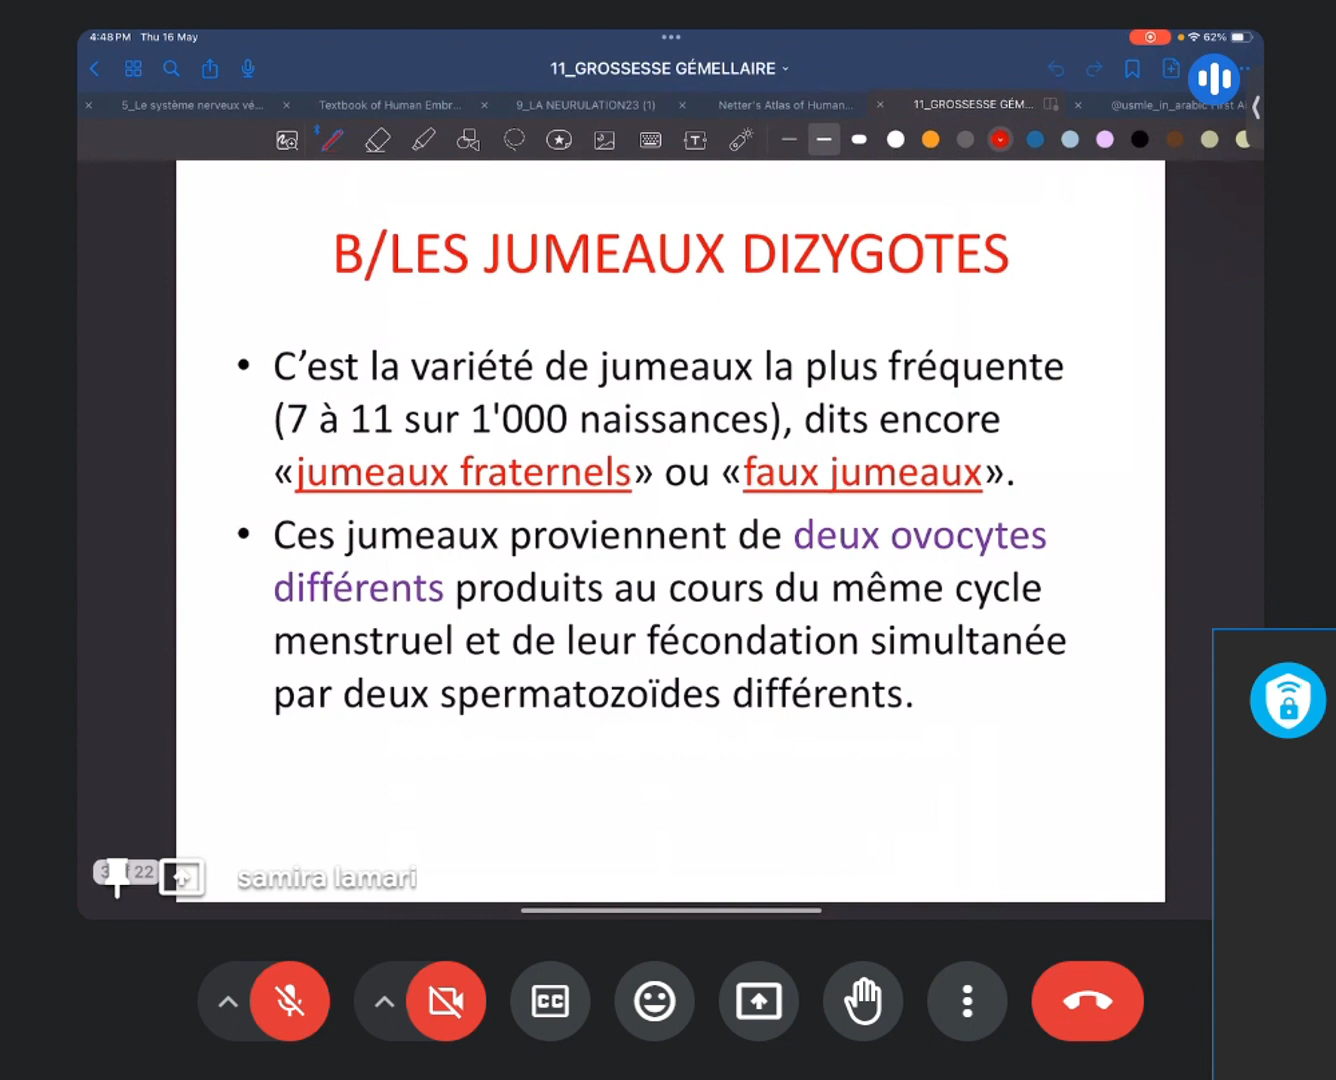 4:48 PM Thu 16 May
62%
11_GROSSESSE GÉMELLAIRE
5_Le système nerveux vé...
Textbook of Human Embr...
9_LA NEURULATION23 (1)
Netter's Atlas of Human...
11_GROSSESSE GÉM...
@usmle_in_arabic First Ai
B/LES JUMEAUX DIZYGOTES
• C’est la variété de jumeaux la plus fréquente
(7 à 11 sur 1'000 naissances), dits encore
«jumeaux fraternels» ou «faux jumeaux».
• Ces jumeaux proviennent de deux ovocytes
différents produits au cours du même cycle
menstruel et de leur fécondation simultanée
par deux spermatozoïdes différents.
22
samira lamari
CC